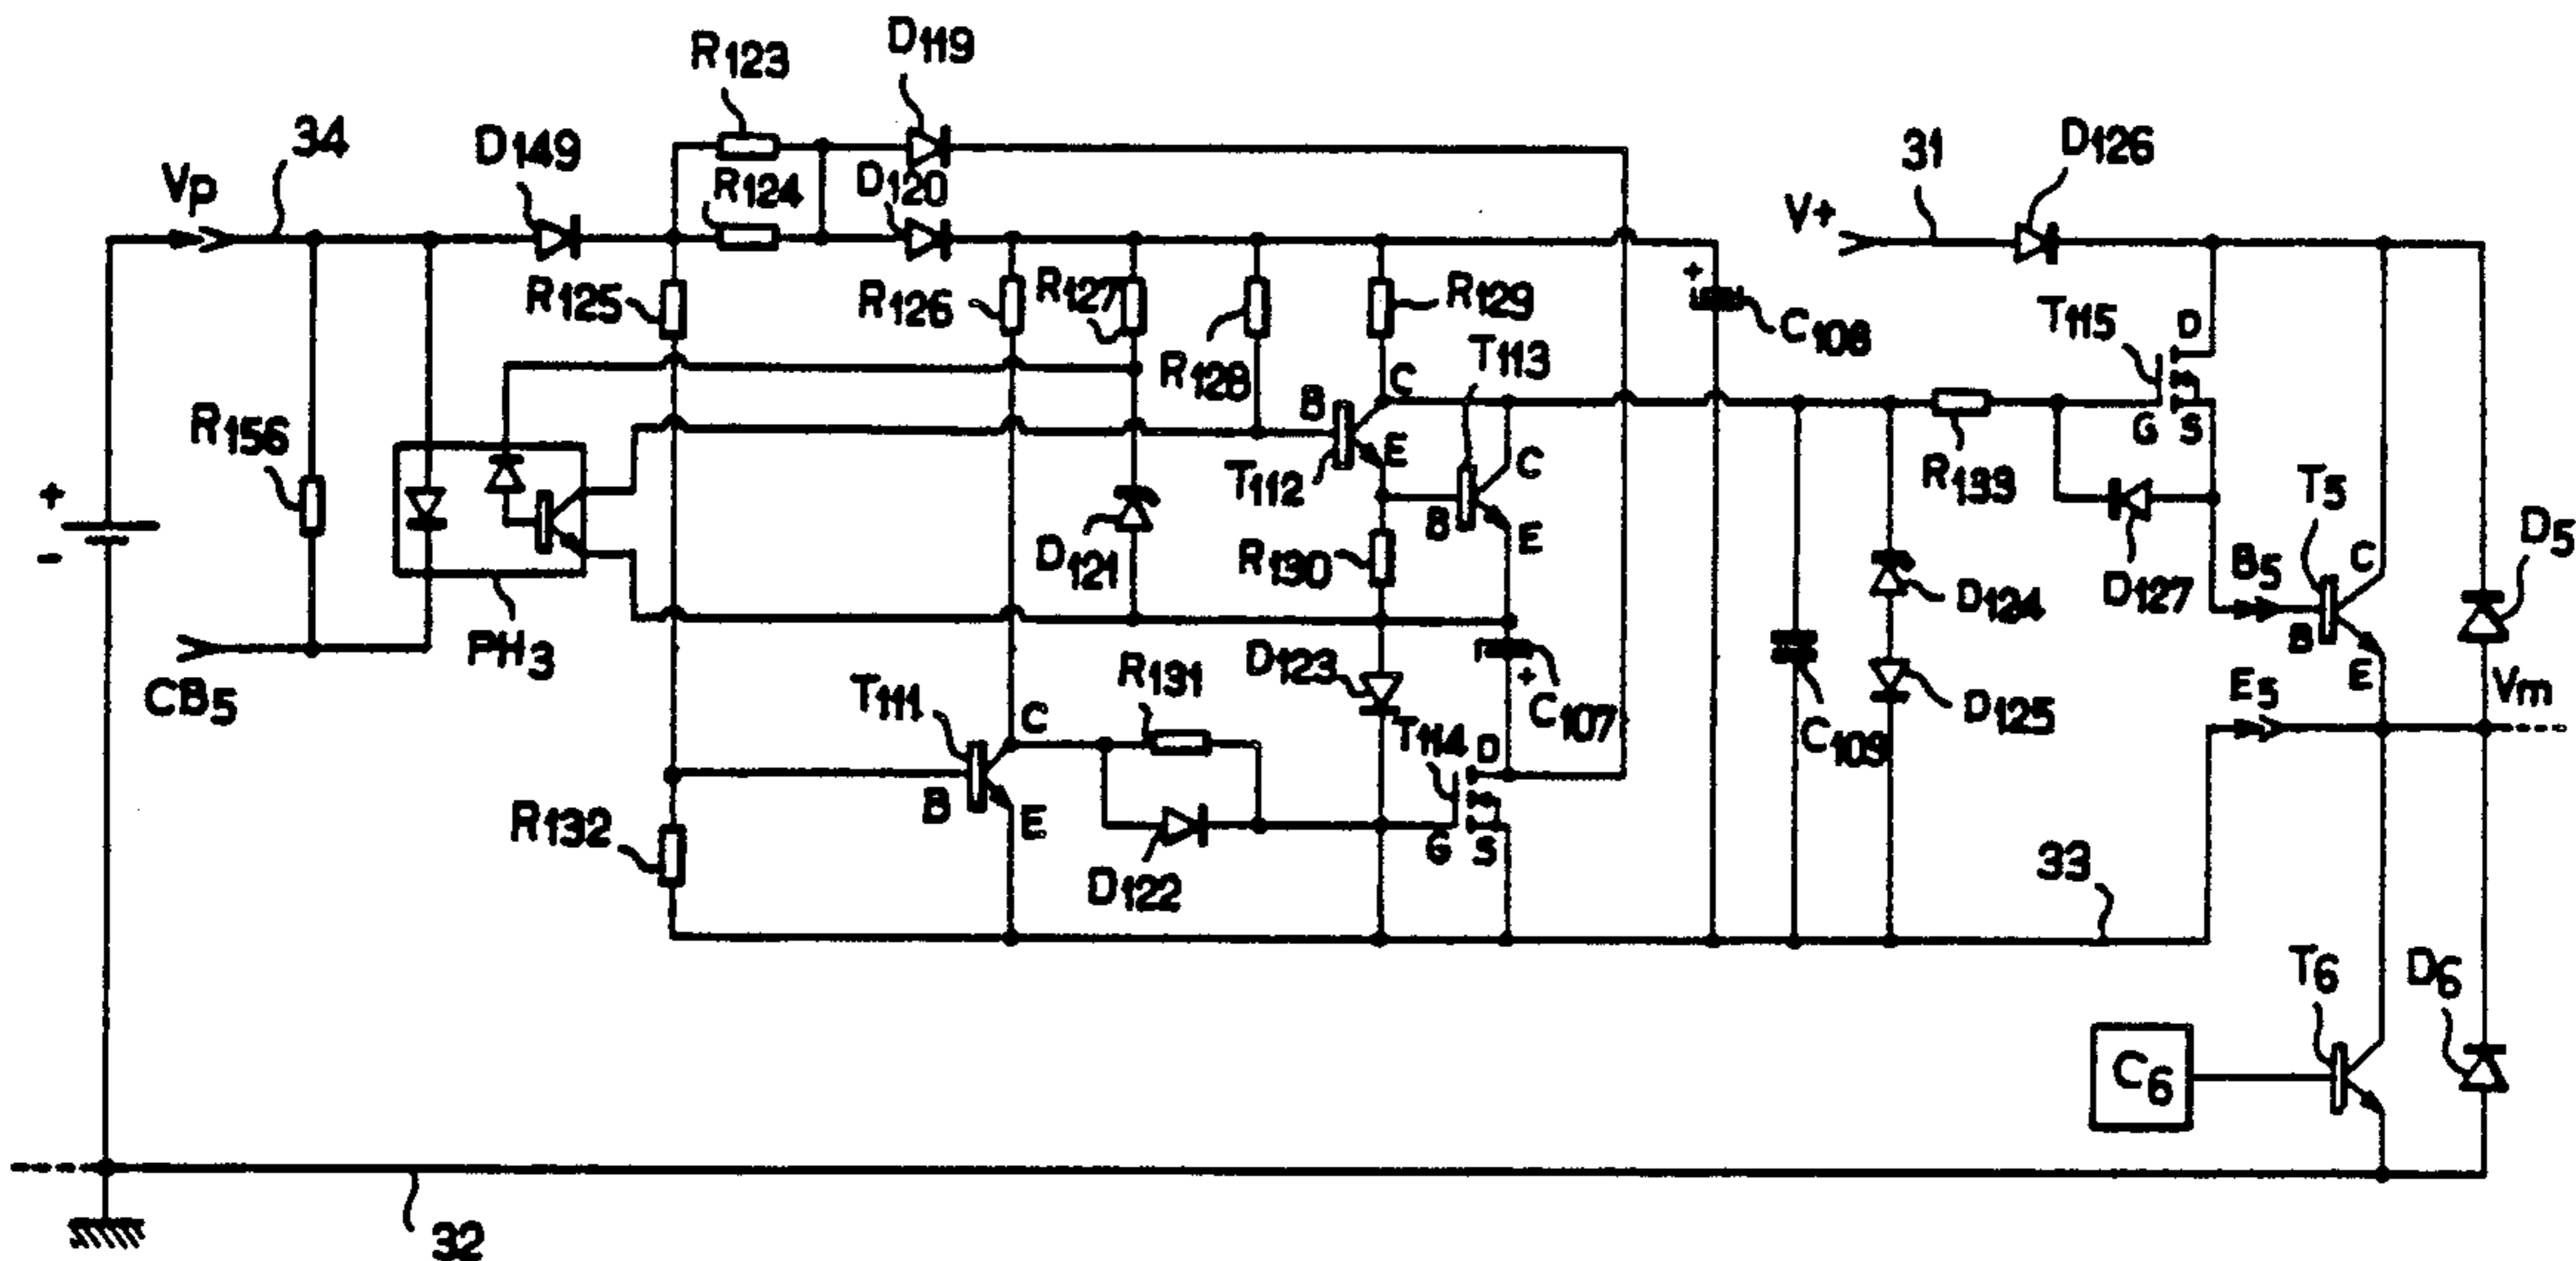 R123
D119
34
D149
Vp
R124
D120
31
D126
V+
R125
R126
R127
R128
R129
+
C108
T113
T115
D
G
S
R156
B
C
E
T112
C
B
E
R133
T5
D5
+
-
D121
R130
D124
D127
B5
C
B
E
PH3
CB5
D123
R131
C107
+
C109
D125
E5
Vm
T111
C
B
E
T114
D
G
S
R132
D122
33
T6
D6
C6
32